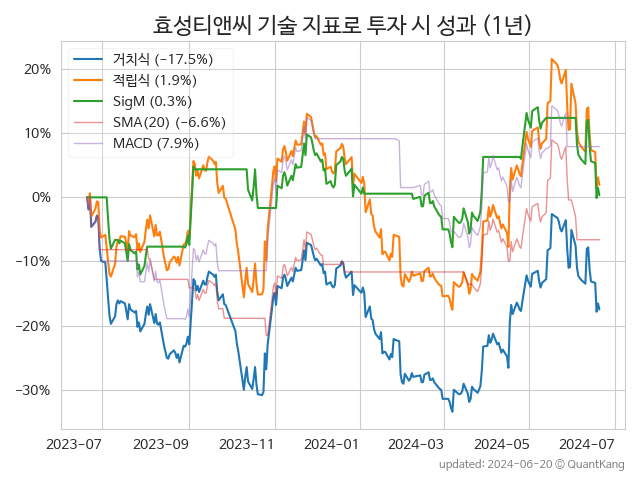 효성티앤씨 기술 지표로 투자 시 성과 (1년)
거치식 (−17.5%)
적립식 (1.9%)
SigM (0.3%)
SMA(20) (−6.6%)
MACD (7.9%)
20%
10%
0%
−10%
−20%
−30%
2023-07 2023-09 2023-11 2024-01 2024-03 2024-05 2024-07
updated: 2024-06-20 © QuantKang